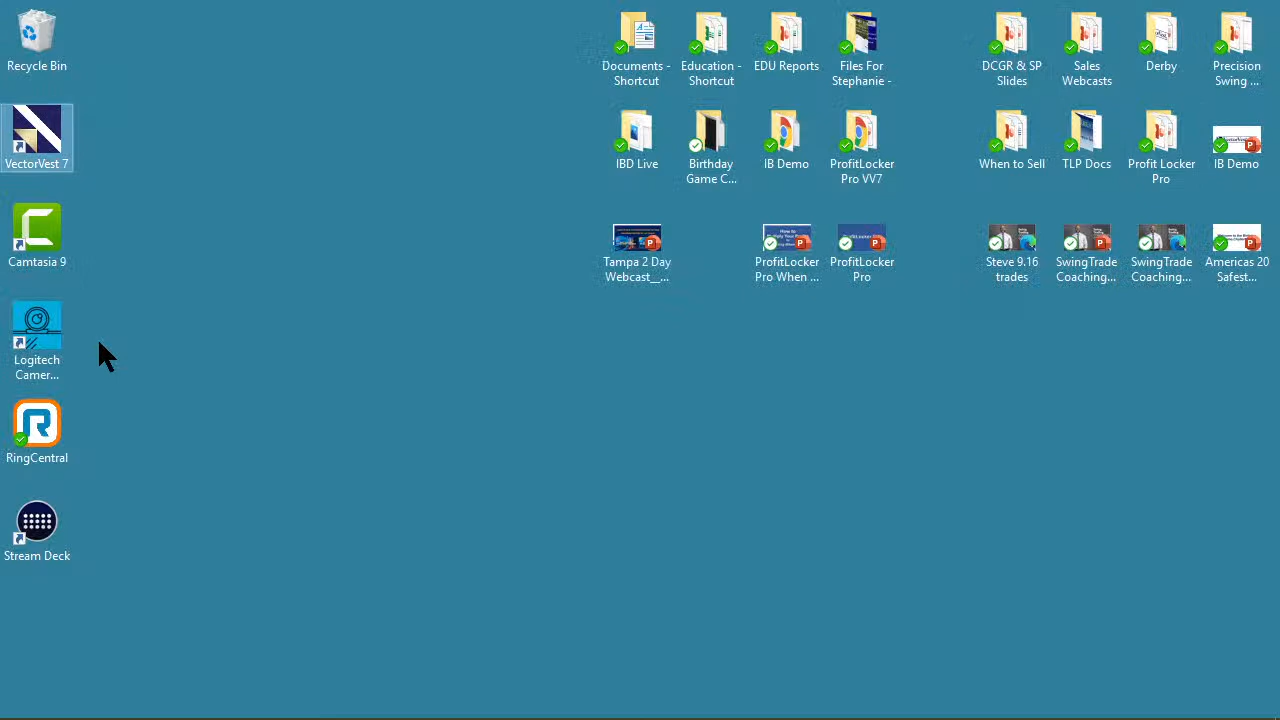 Recycle Bin
VectorVest 7
Camtasia 9
Logitech
Camer...
RingCentral
Stream Deck
Documents -
Shortcut
Education -
Shortcut
EDU Reports
Files For
Stephanie -
IBD Live
Birthday
Game C...
IB Demo
ProfitLocker
Pro VV7
Tampa 2 Day
Webcast__...
ProfitLocker
Pro When ...
ProfitLocker
Pro
DCGR & SP
Slides
Sales
Webcasts
Derby
Precision
Swing ...
When to Sell
TLP Docs
Profit Locker
Pro
IB Demo
Steve 9.16
trades
SwingTrade
Coaching...
SwingTrade
Coaching...
Americas 20
Safest...